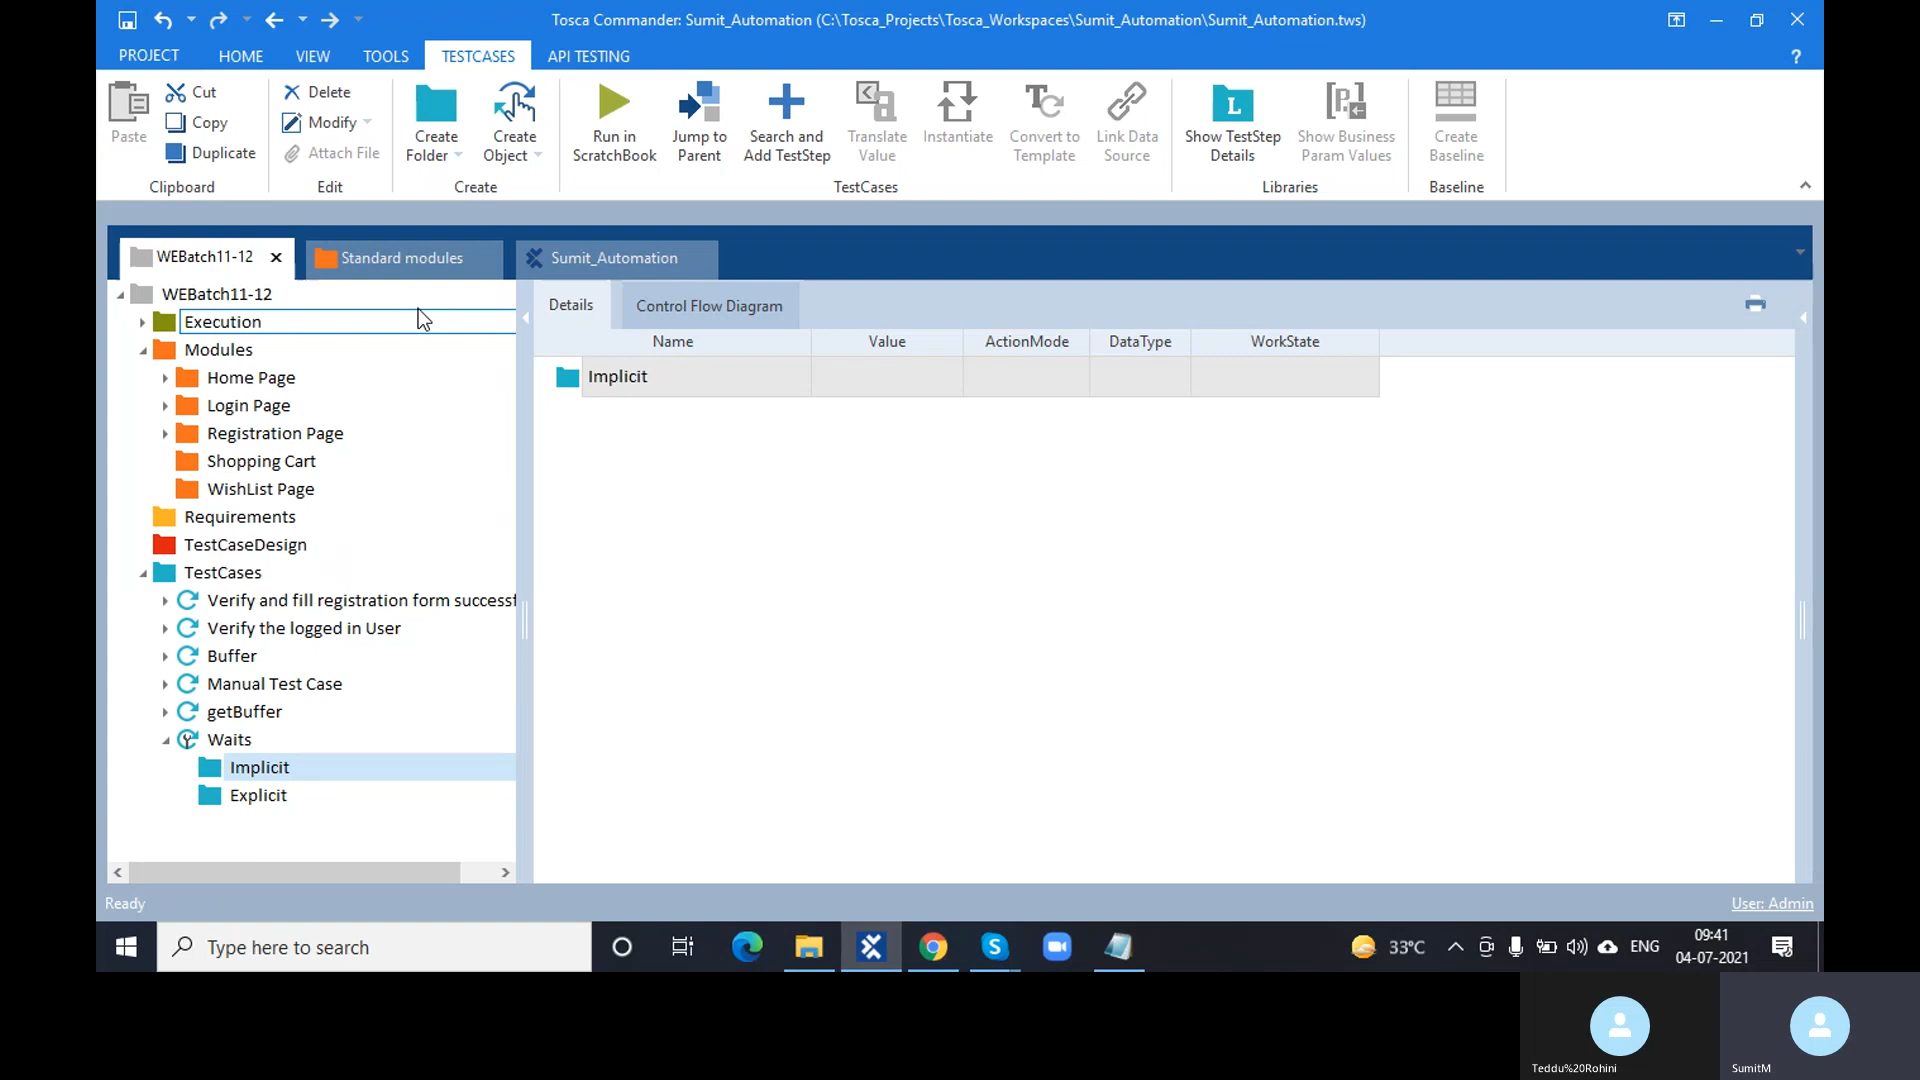 Tosca Commander: Sumit_Automation (C:\Tosca_Projects\Tosca_Workspaces\Sumit_Automation\Sumit_Automation.tws)
PROJECT HOME VIEW TOOLS TESTCASES API TESTING ?
Paste
Cut
Copy
Duplicate
Clipboard
Delete
Modify
Attach File
Edit
Create
Folder
Create
Object
Create
Run in
ScratchBook
Jump to
Parent
Search and
Add TestStep
Translate
Value
Instantiate
Convert to
Template
Link Data
Source
TestCases
Show TestStep
Details
Show Business
Param Values
Libraries
Create
Baseline
Baseline
WEBatch11-12
Standard modules
Sumit_Automation
WEBatch11-12
Execution
Modules
Home Page
Login Page
Registration Page
Shopping Cart
WishList Page
Requirements
TestCaseDesign
TestCases
Verify and fill registration form successf
Verify the logged in User
Buffer
Manual Test Case
getBuffer
Waits
Implicit
Explicit
Details Control Flow Diagram
Name Value ActionMode DataType WorkState
Implicit
Ready
User: Admin
Type here to search
33°C
ENG
09:41
04-07-2021
Teddu%20Rohini
SumitM